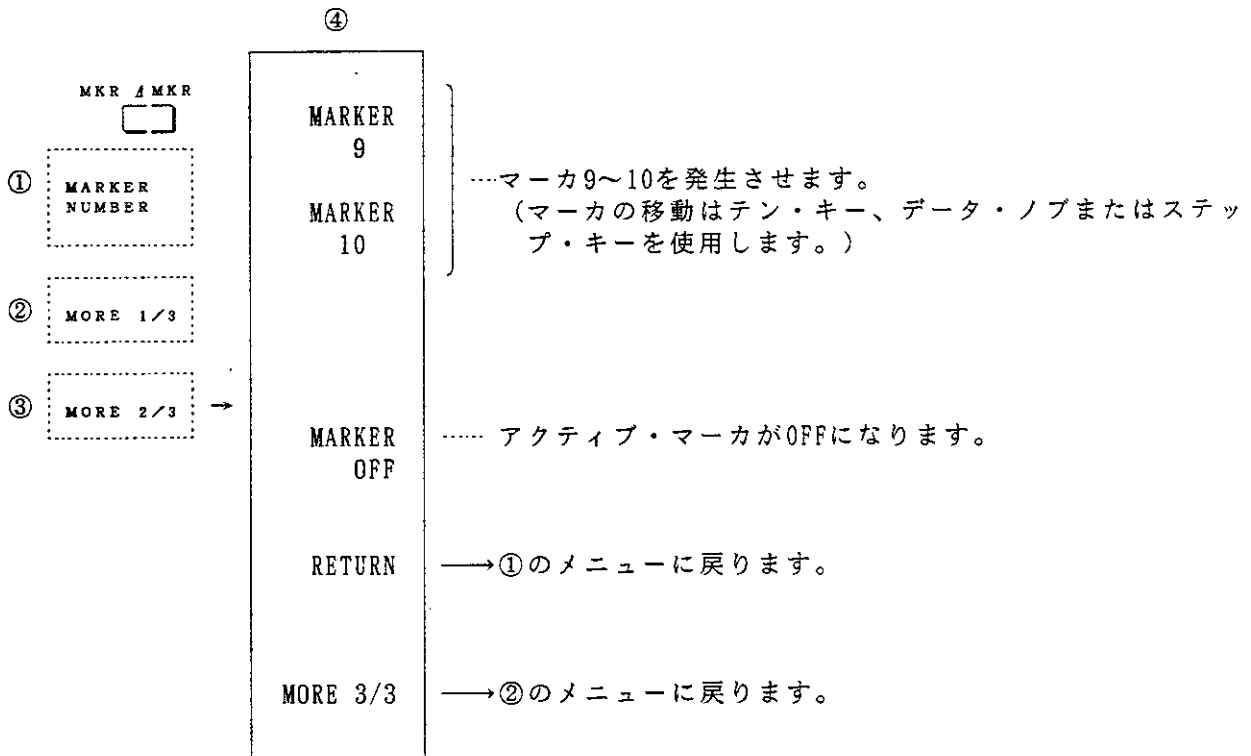 ④
MKR ⊿MKR
① MARKER
NUMBER
② MORE 1/3
③ MORE 2/3 →
MARKER
9
MARKER
10
……マーカ9〜10を発生させます。
(マーカの移動はテン・キー、データ・ノブまたはステッ
プ・キーを使用します。)
MARKER
OFF
…… アクティブ・マーカがOFFになります。
RETURN ―→①のメニューに戻ります。
MORE 3/3 ―→②のメニューに戻ります。